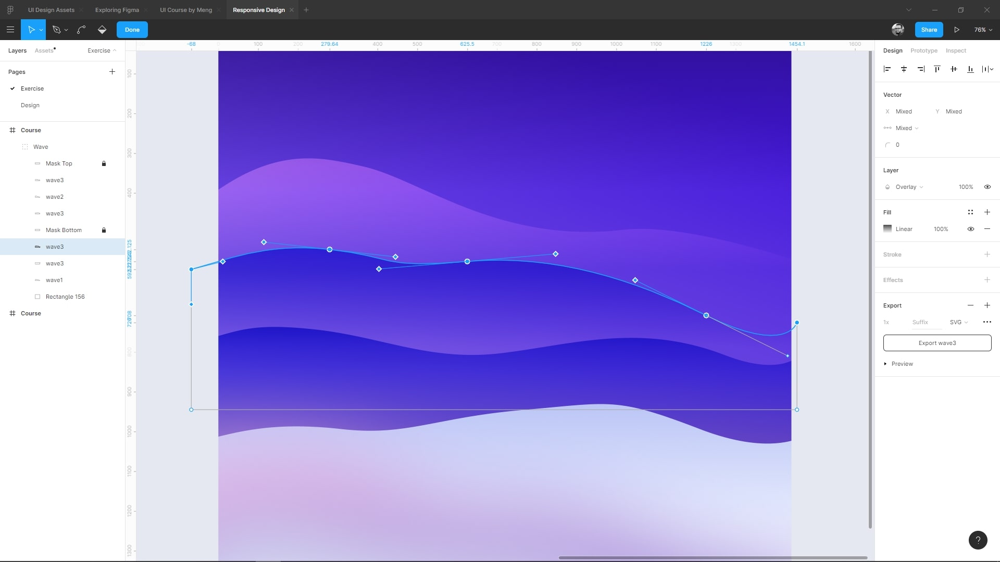 UI Design Assets
Exploring Figma
UI Course by Meng
Responsive Design
Done
Share
76%
Layers Assets Exercise
-68 0 100 200 279.64 400 500 625.5 700 800 900 1000 1100 1226 1300 1454.1 1600
Design Prototype Inspect
Pages
Exercise
Design
Course
Wave
Mask Top
wave3
wave2
wave3
Mask Bottom
wave3
wave3
wave1
Rectangle 156
Course
100
200
300
400
800
900
1000
1100
1200
1300
Vector
X Mixed Y Mixed
Mixed
0
Layer
Overlay 100%
Fill
Linear 100%
Stroke
Effects
Export
1x Suffix SVG
Export wave3
Preview
?